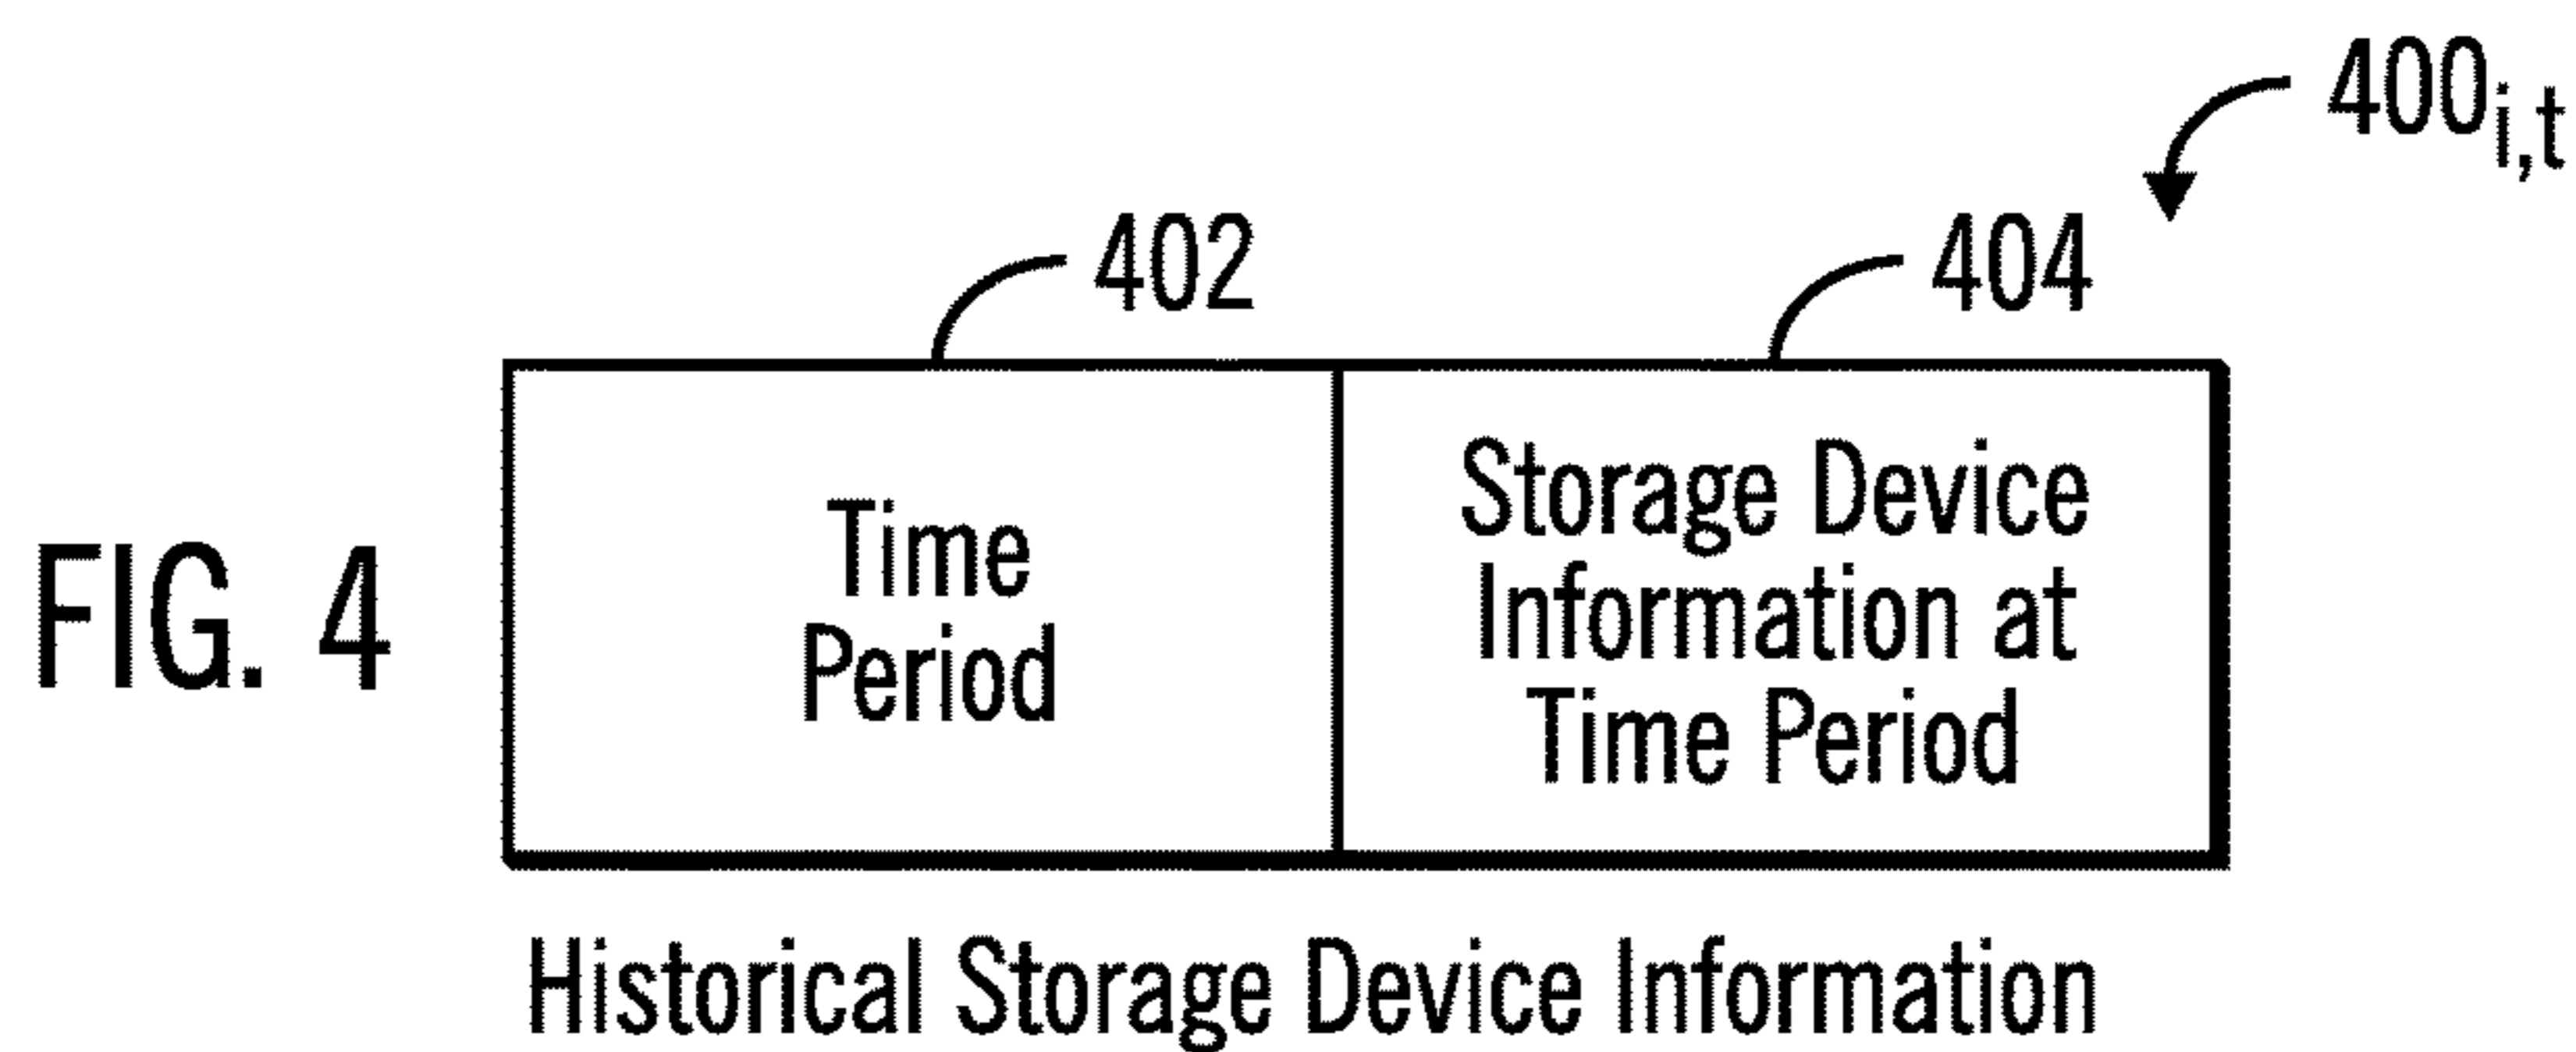 400i,t
402
404
FIG. 4
Time
Period
Storage Device
Information at
Time Period
Historical Storage Device Information